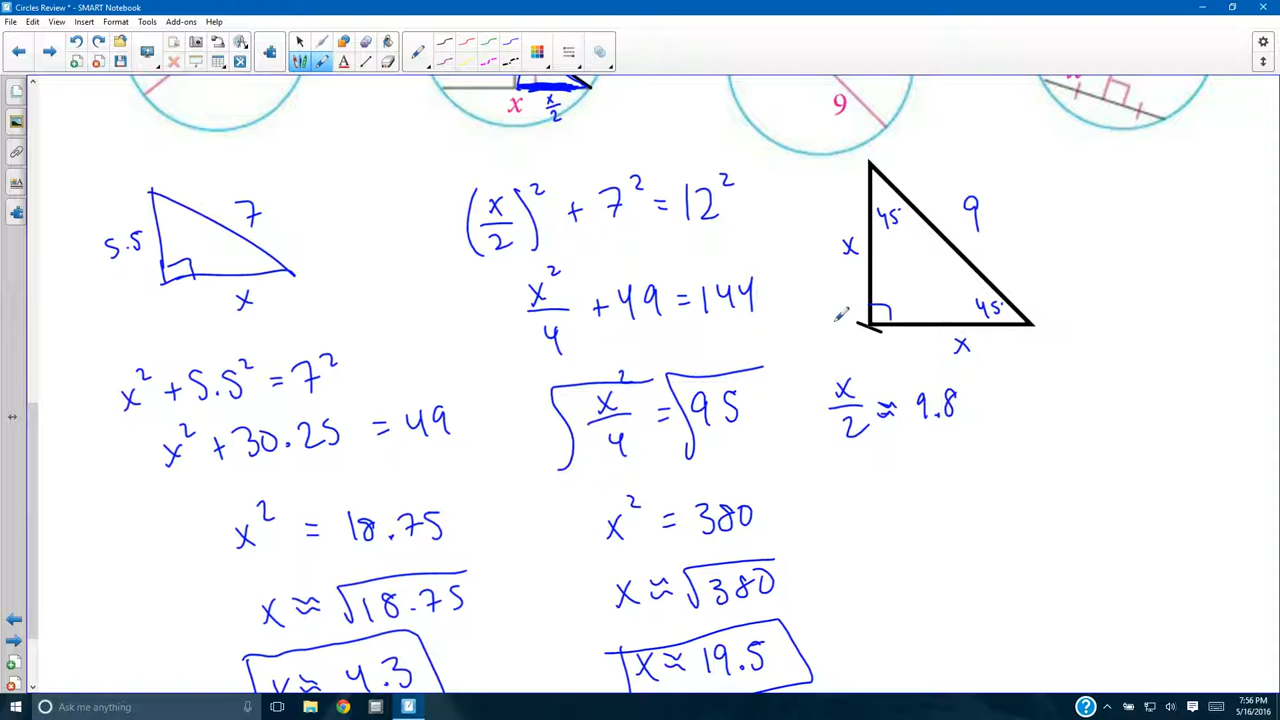 Circles Review * - SMART Notebook
File Edit View Insert Format Tools Add-ons Help
x
x/2
9
7
5.5
x
x² + 5.5² = 7²
x² + 30.25 = 49
x² = 18.75
x ≈ √18.75
x ≈ 4.3
(x/2)² + 7² = 12²
x²/4 + 49 = 144
√x²/4 = √95
x² = 380
x ≈ √380
x ≈ 19.5
45
9
x
45
x
x/2 ≈ 9.8
Ask me anything
7:56 PM
5/16/2016